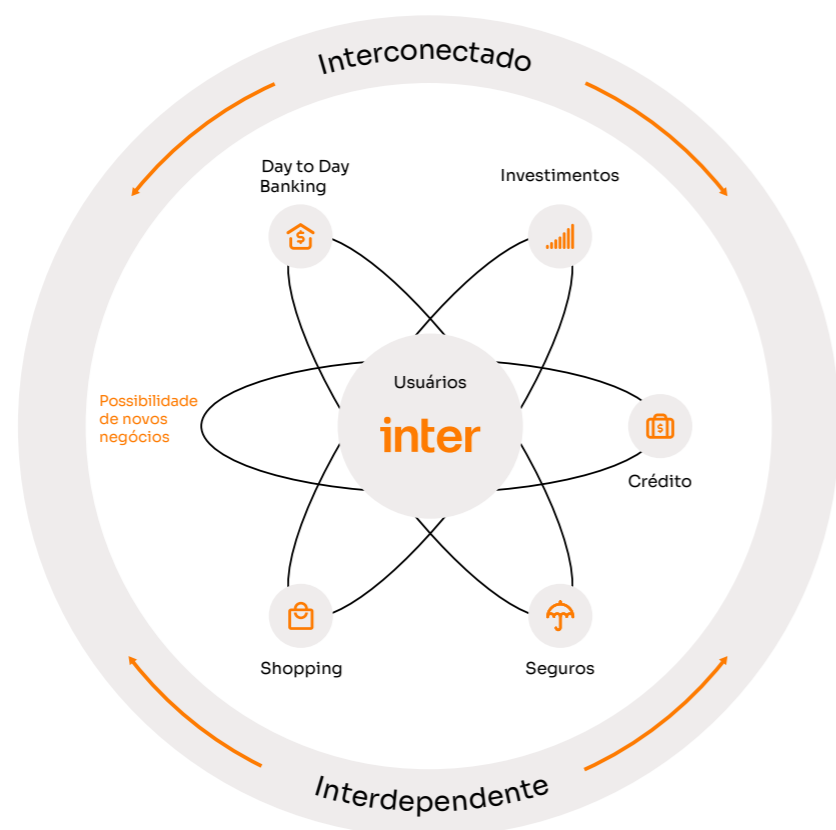 Interconectado
Day to Day
Banking
Investimentos
Usuários
inter
Possibilidade
de novos
negócios
Crédito
Shopping
Seguros
Interdependente